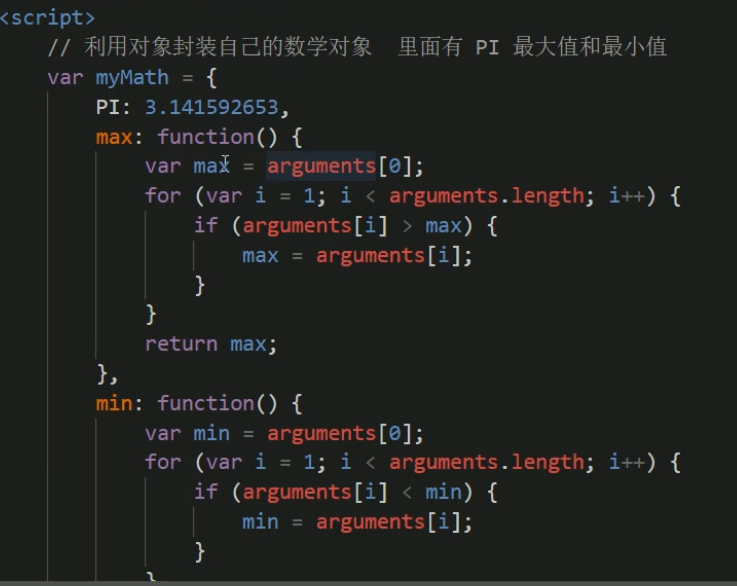 <script>
// 利用对象封装自己的数学对象  里面有 PI 最大值和最小值
var myMath = {
PI: 3.141592653,
max: function() {
var max = arguments[0];
for (var i = 1; i < arguments.length; i++) {
if (arguments[i] > max) {
max = arguments[i];
}
}
return max;
},
min: function() {
var min = arguments[0];
for (var i = 1; i < arguments.length; i++) {
if (arguments[i] < min) {
min = arguments[i];
}
}